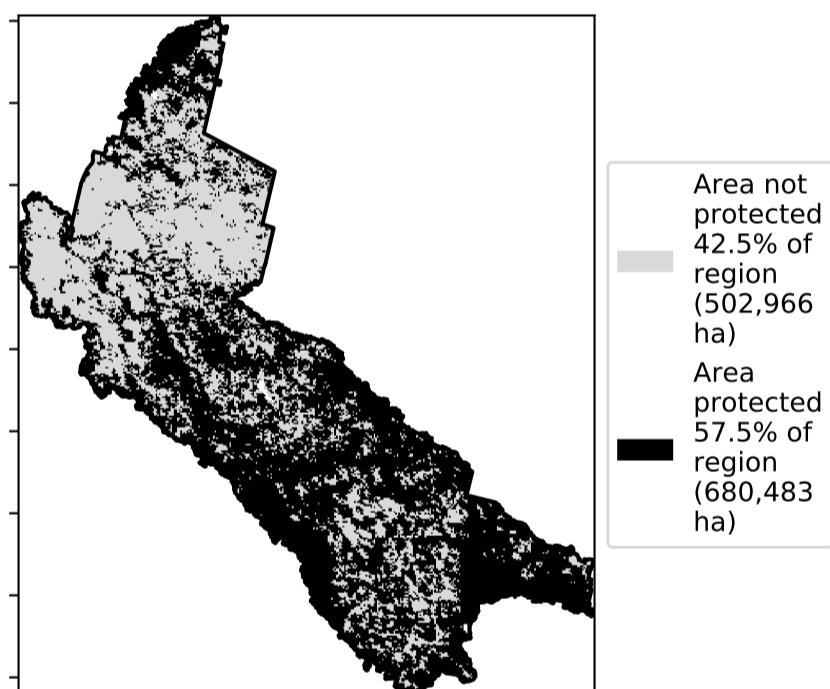 Area not
protected
42.5% of
region
(502,966
ha)
Area
protected
57.5% of
region
(680,483
ha)